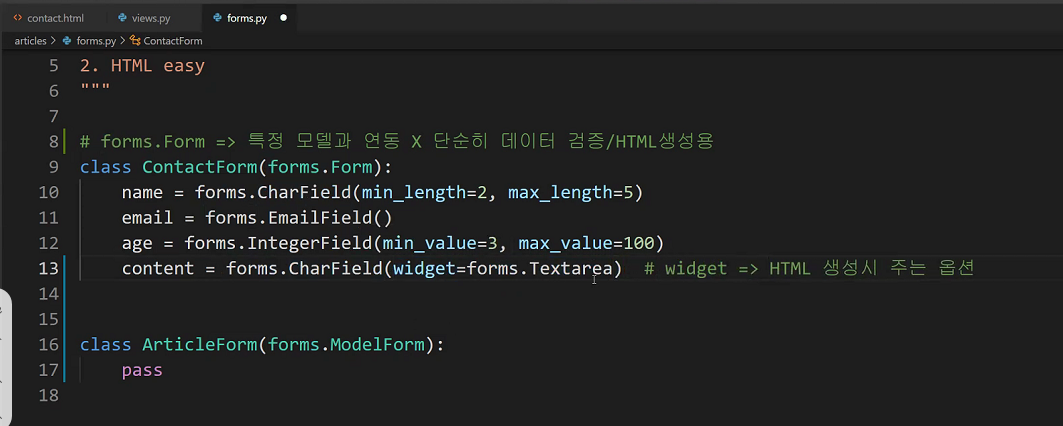 contact.html views.py forms.py
articles > forms.py > ContactForm
5 2. HTML easy
6 """
7
8 # forms.Form => 특정 모델과 연동 X 단순히 데이터 검증/HTML생성용
9 class ContactForm(forms.Form):
10 name = forms.CharField(min_length=2, max_length=5)
11 email = forms.EmailField()
12 age = forms.IntegerField(min_value=3, max_value=100)
13 content = forms.CharField(widget=forms.Textarea)  # widget => HTML 생성시 주는 옵션
14
15
16 class ArticleForm(forms.ModelForm):
17 pass
18